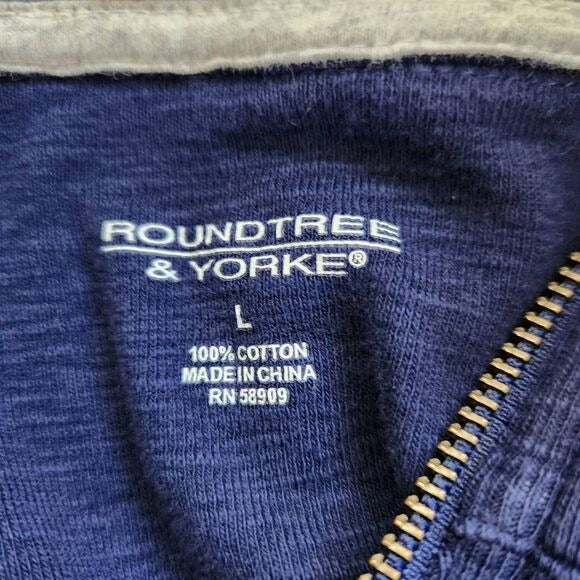 ROUNDTREE
& YORKE®
L
100% COTTON
MADE IN CHINA
RN 58909